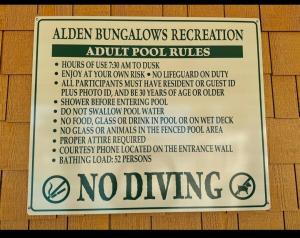 ALDEN BUNGALOWS RECREATION
ADULT POOL RULES
• HOURS OF USE 7:30 AM TO DUSK
• ENJOY AT YOUR OWN RISK • NO LIFEGUARD ON DUTY
• ALL PARTICIPANTS MUST HAVE RESIDENT OR GUEST ID
PLUS PHOTO ID, AND BE 30 YEARS OF AGE OR OLDER
• SHOWER BEFORE ENTERING POOL
• DO NOT SWALLOW POOL WATER
• NO FOOD, GLASS OR DRINK IN POOL OR ON WET DECK
• NO GLASS OR ANIMALS IN THE FENCED POOL AREA
• PROPER ATTIRE REQUIRED
• COURTESY PHONE LOCATED ON THE ENTRANCE WALL
• BATHING LOAD: 52 PERSONS
NO DIVING